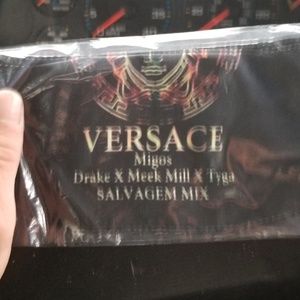 VERSACE
Migos
Drake X Meek Mill X Tyga
SALVAGEM MIX